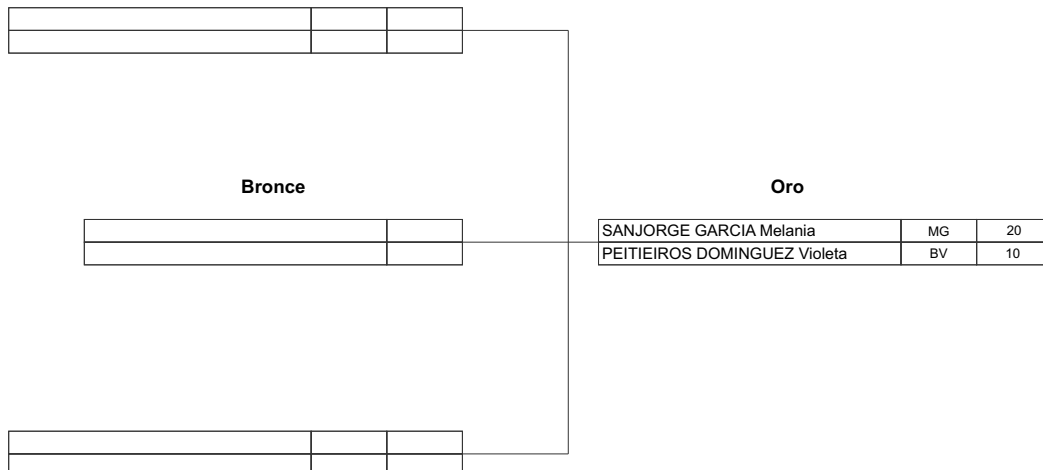 Bronce
Oro
SANJORGE GARCIA Melania MG 20
PEITIEIROS DOMINGUEZ Violeta BV 10